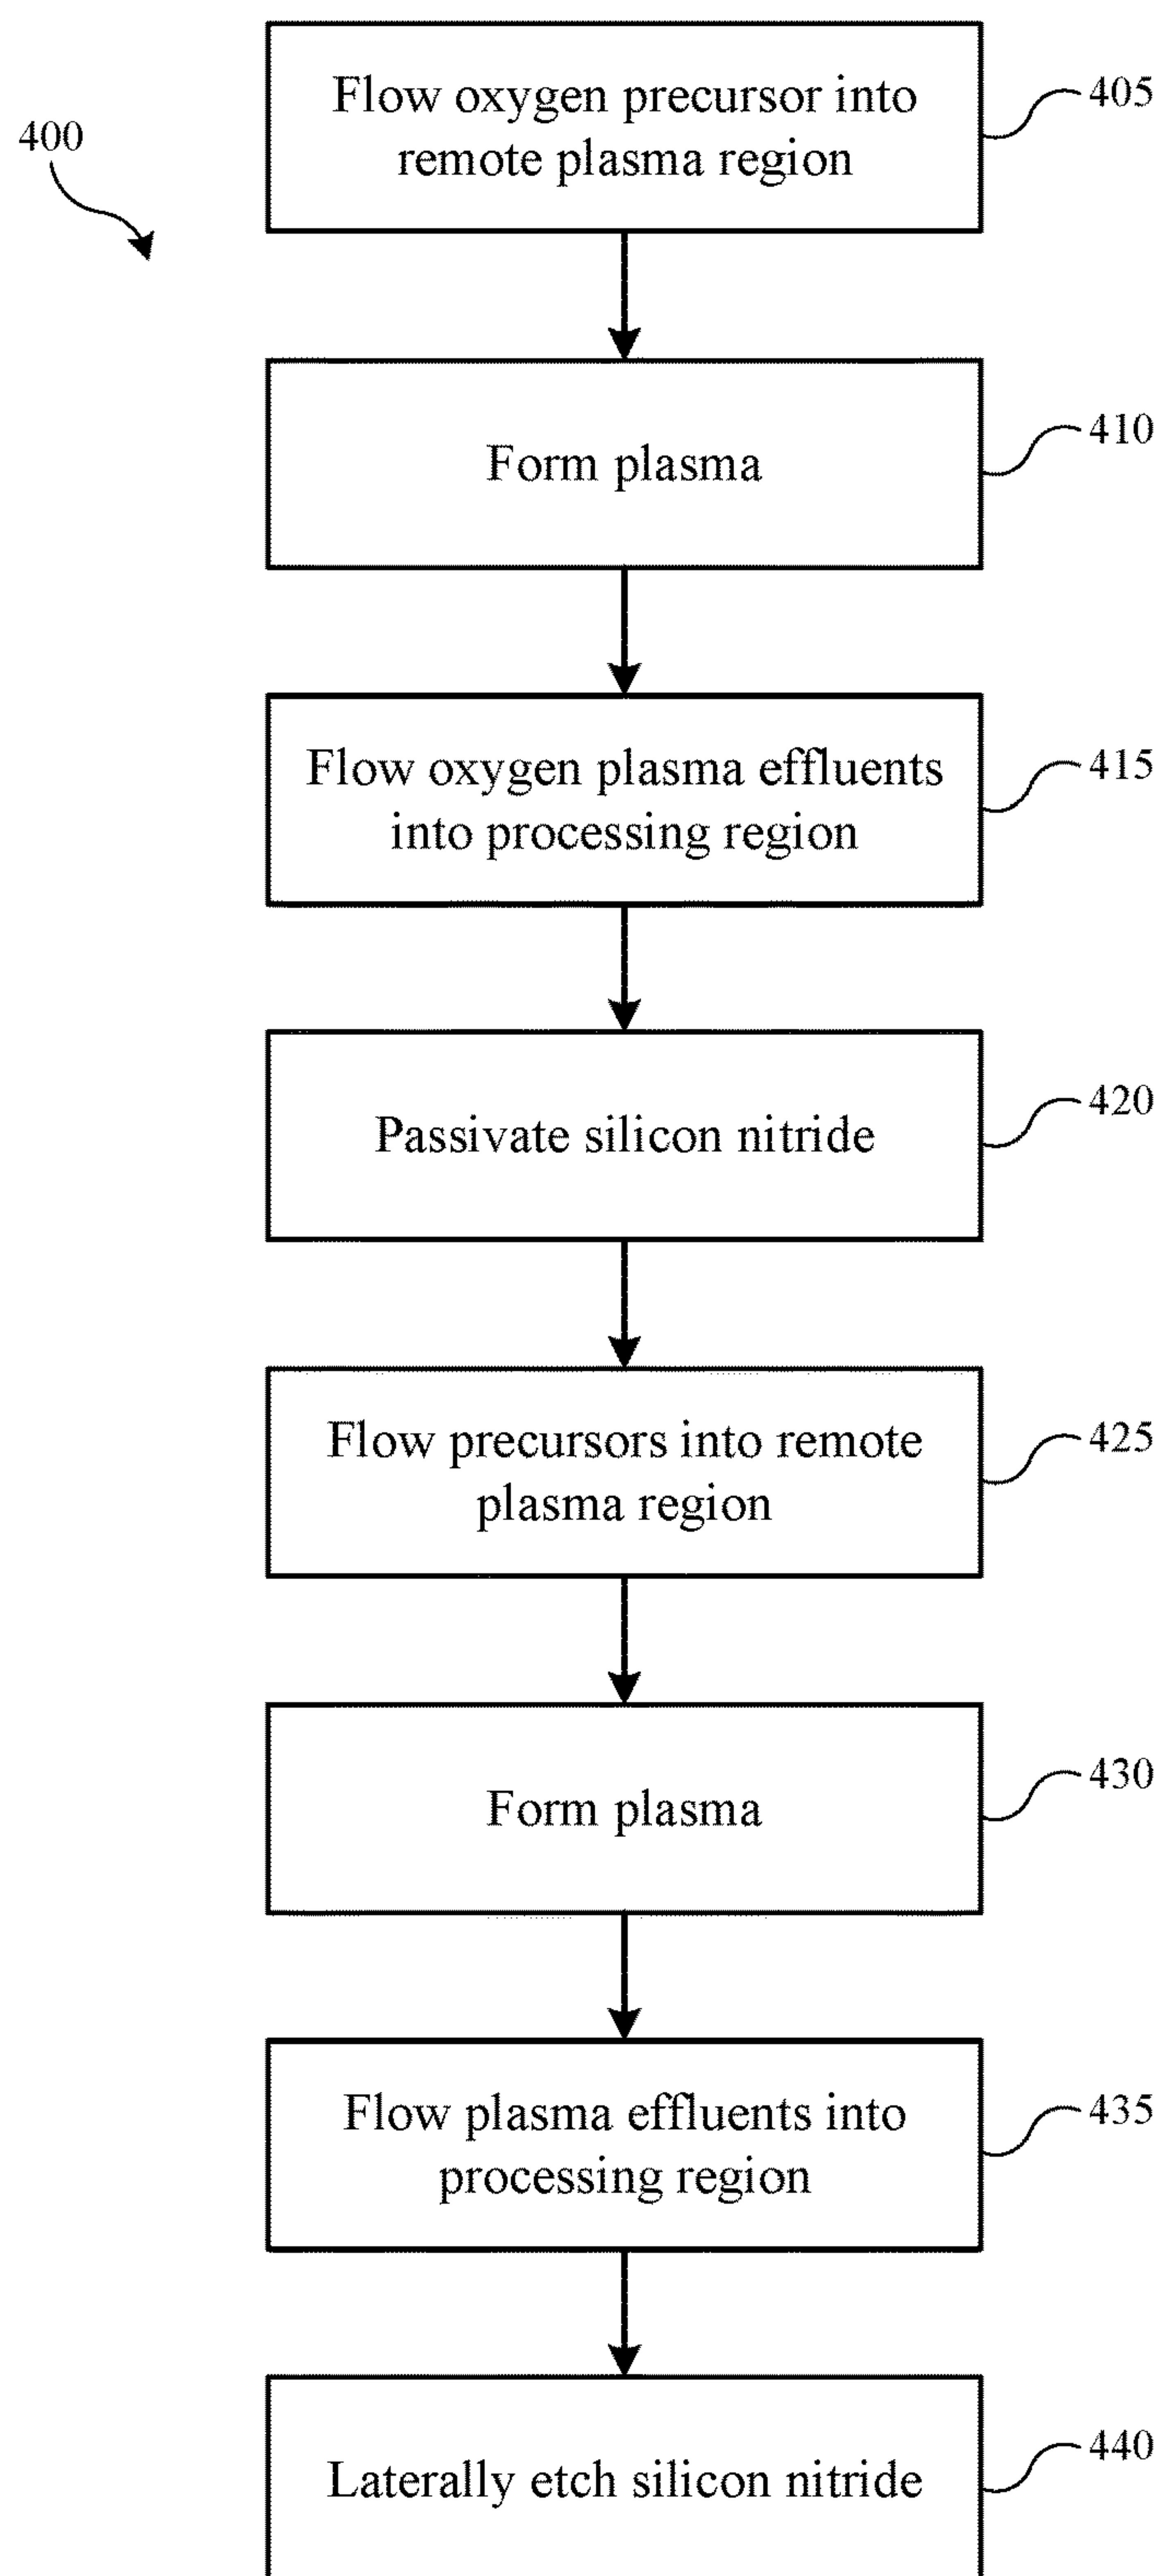 400
Flow oxygen precursor into
remote plasma region
405
Form plasma
410
Flow oxygen plasma effluents
into processing region
415
Passivate silicon nitride
420
Flow precursors into remote
plasma region
425
Form plasma
430
Flow plasma effluents into
processing region
435
Laterally etch silicon nitride
440